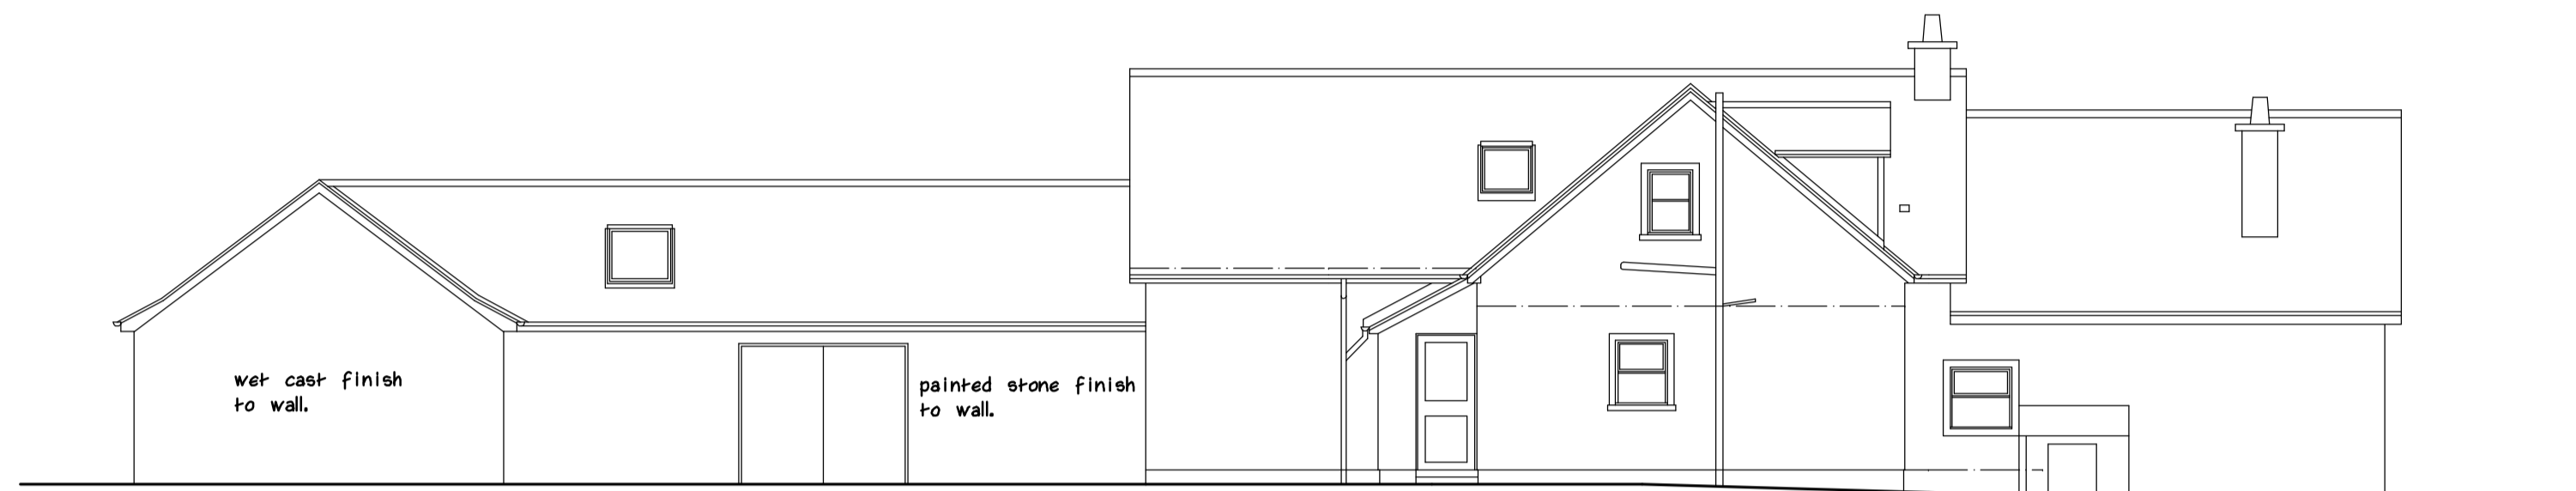 wet cast finish
to wall.
painted stone finish
to wall.